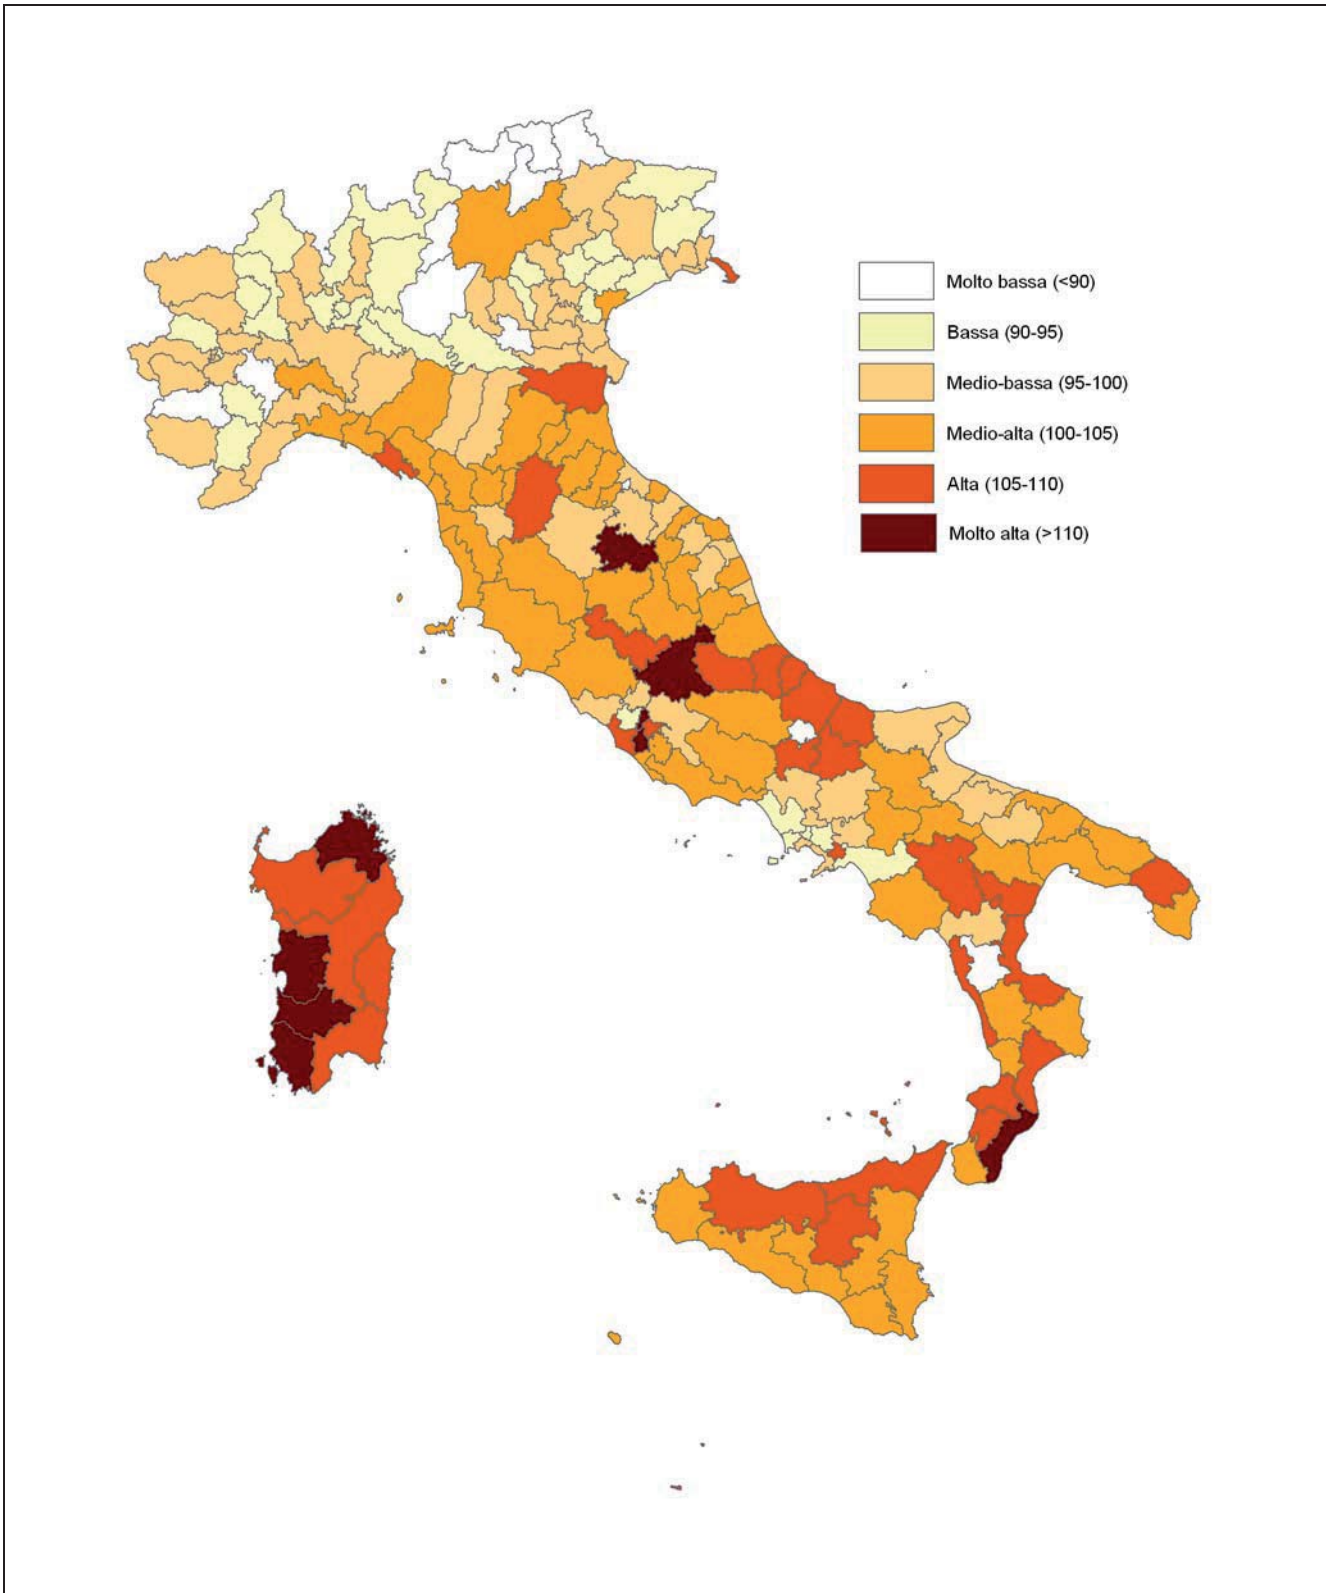 Molto bassa (<90)
Bassa (90-95)
Medio-bassa (95-100)
Medio-alta (100-105)
Alta (105-110)
Molto alta (>110)